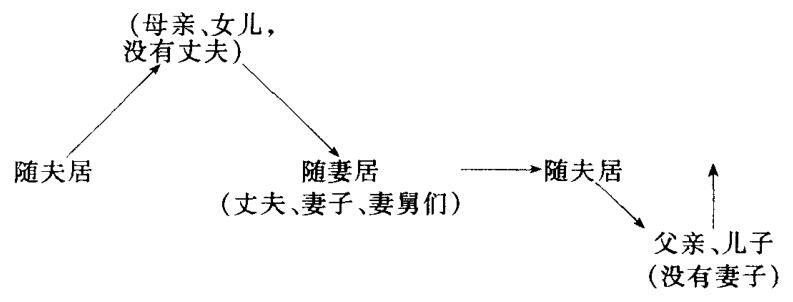 (母亲、女儿，
没有丈夫)
随夫居
随妻居
随夫居
(丈夫、妻子、妻舅们)
父亲、儿子
(没有妻子)